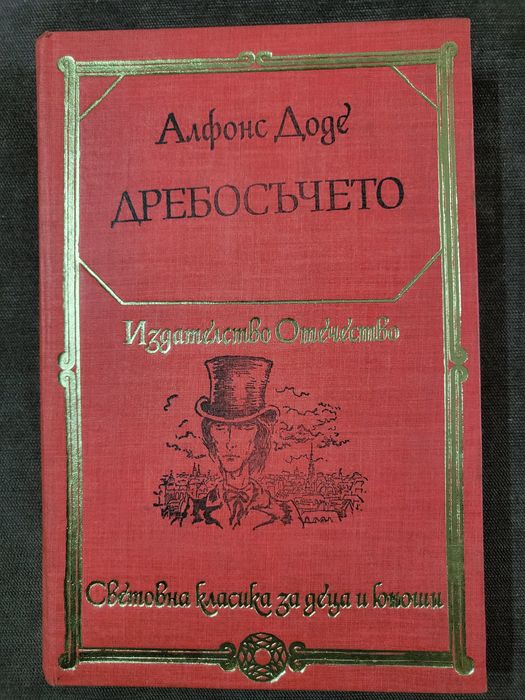 Алфонс Доде
ДРЕБОСЪЧЕТО
Издателство Отечество
Световна класика за деца и юноши